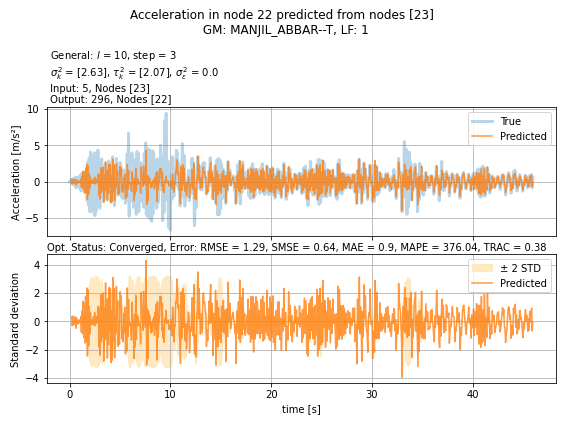 Acceleration in node 22 predicted from nodes [23]
GM: MANJIL_ABBAR--T, LF: 1
General: l = 10, step = 3
σ²ₖ = [2.63], τ²ₖ = [2.07], σ²ε = 0.0
Input: 5, Nodes [23]
Output: 296, Nodes [22]
10
5
0
−5
Acceleration [m/s²]
True
Predicted
Opt. Status: Converged, Error: RMSE = 1.29, SMSE = 0.64, MAE = 0.9, MAPE = 376.04, TRAC = 0.38
4
2
0
−2
−4
Standard deviation
± 2 STD
Predicted
0 10 20 30 40
time [s]